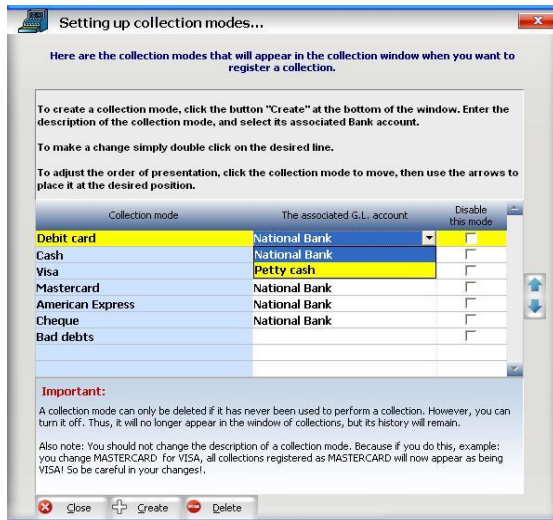 Setting up collection modes...
Here are the collection modes that will appear in the collection window when you want to
register a collection.
To create a collection mode, click the button "Create" at the bottom of the window. Enter the
description of the collection mode, and select its associated Bank account.
To make a change simply double click on the desired line.
To adjust the order of presentation, click the collection mode to move, then use the arrows to
place it at the desired position.
Collection mode The associated G.L. account Disable
this mode
Debit card National Bank
Cash National Bank
Visa Petty cash
Mastercard National Bank
American Express National Bank
Cheque National Bank
Bad debts
Important:
A collection mode can only be deleted if it has never been used to perform a collection. However, you can
turn it off. Thus, it will no longer appear in the window of collections, but its history will remain.
Also note: You should not change the description of a collection mode. Because if you do this, example:
you change MASTERCARD for VISA, all collections registered as MASTERCARD will now appear as being
VISA! So be careful in your changes!.
Close Create Delete